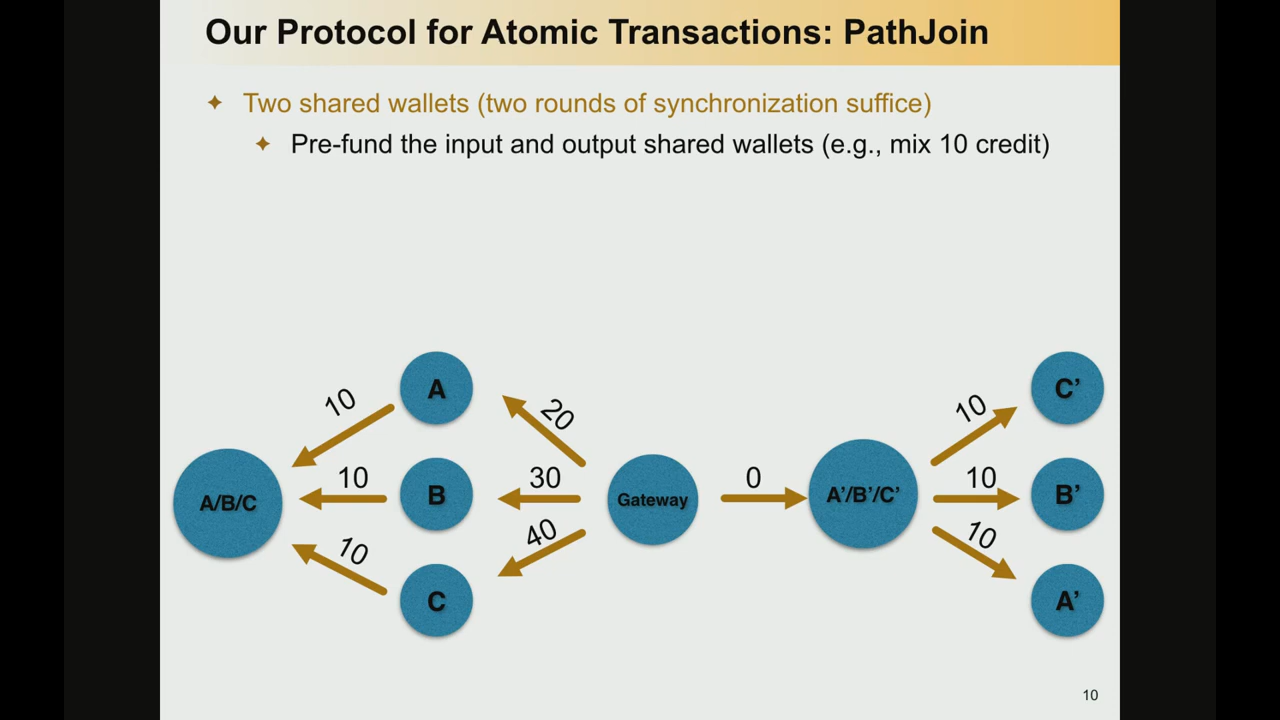 Our Protocol for Atomic Transactions: PathJoin
Two shared wallets (two rounds of synchronization suffice)
Pre-fund the input and output shared wallets (e.g., mix 10 credit)
A
C’
10
20
10
A/B/C
10
B
30
Gateway
0
A’/B’/C’
10
B’
10
40
10
C
A’
10